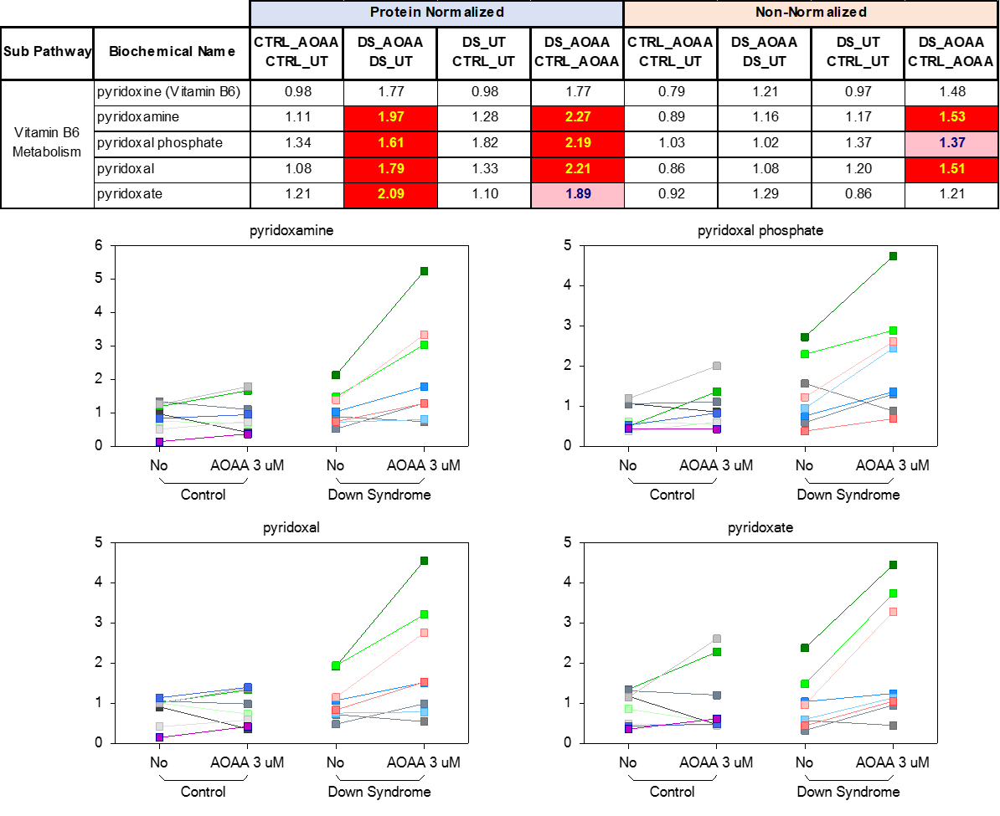 Protein Normalized Non-Normalized
Sub Pathway Biochemical Name CTRL_AOAA DS_AOAA DS_UT DS_AOAA CTRL_AOAA DS_AOAA DS_UT DS_AOAA
CTRL_UT DS_UT CTRL_UT CTRL_AOAA CTRL_UT DS_UT CTRL_UT CTRL_AOAA
Vitamin B6
Metabolism
pyridoxine (Vitamin B6) 0.98 1.77 0.98 1.77 0.79 1.21 0.97 1.48
pyridoxamine 1.11 1.97 1.28 2.27 0.89 1.16 1.17 1.53
pyridoxal phosphate 1.34 1.61 1.82 2.19 1.03 1.02 1.37 1.37
pyridoxal 1.08 1.79 1.33 2.21 0.86 1.08 1.20 1.51
pyridoxate 1.21 2.09 1.10 1.89 0.92 1.29 0.86 1.21
pyridoxamine
6
5
4
3
2
1
0
No AOAA 3 uM No AOAA 3 uM
Control Down Syndrome
pyridoxal phosphate
5
4
3
2
1
0
No AOAA 3 uM No AOAA 3 uM
Control Down Syndrome
pyridoxal
5
4
3
2
1
0
No AOAA 3 uM No AOAA 3 uM
Control Down Syndrome
pyridoxate
5
4
3
2
1
0
No AOAA 3 uM No AOAA 3 uM
Control Down Syndrome